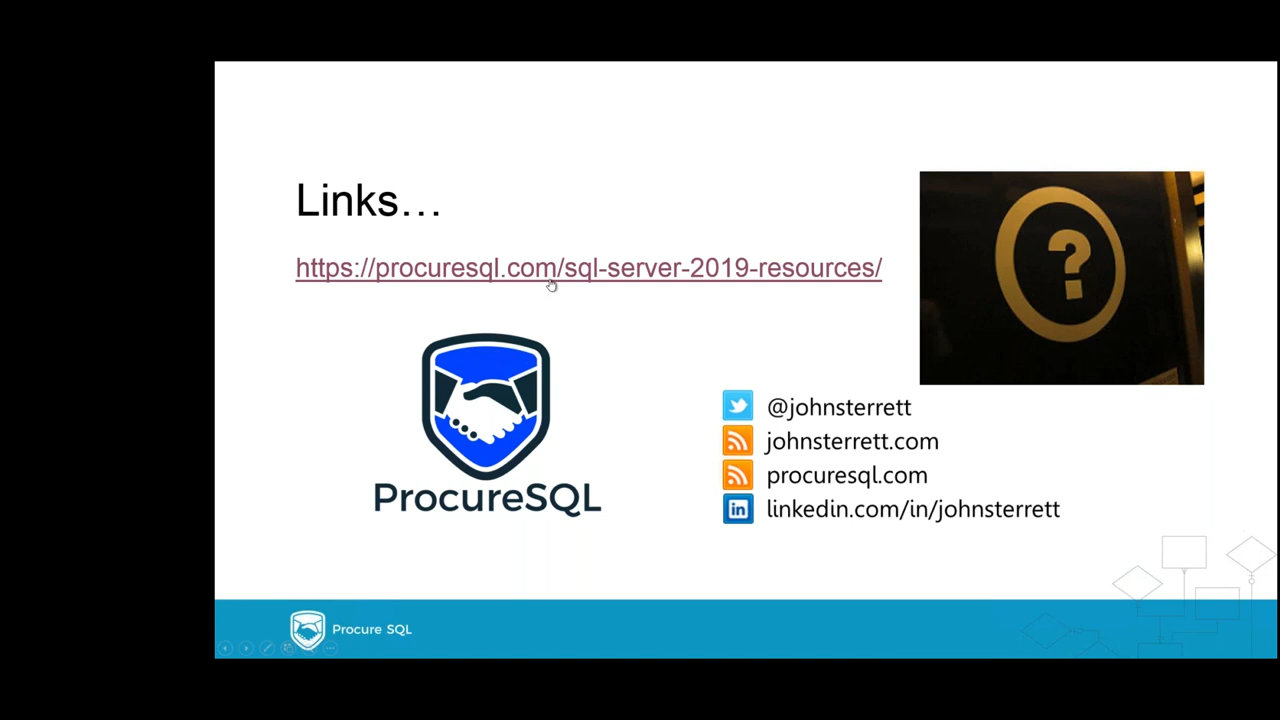 Links…
https://procuresql.com/sql-server-2019-resources/
?
ProcureSQL
@johnsterrett
johnsterrett.com
procuresql.com
in linkedin.com/in/johnsterrett
Procure SQL